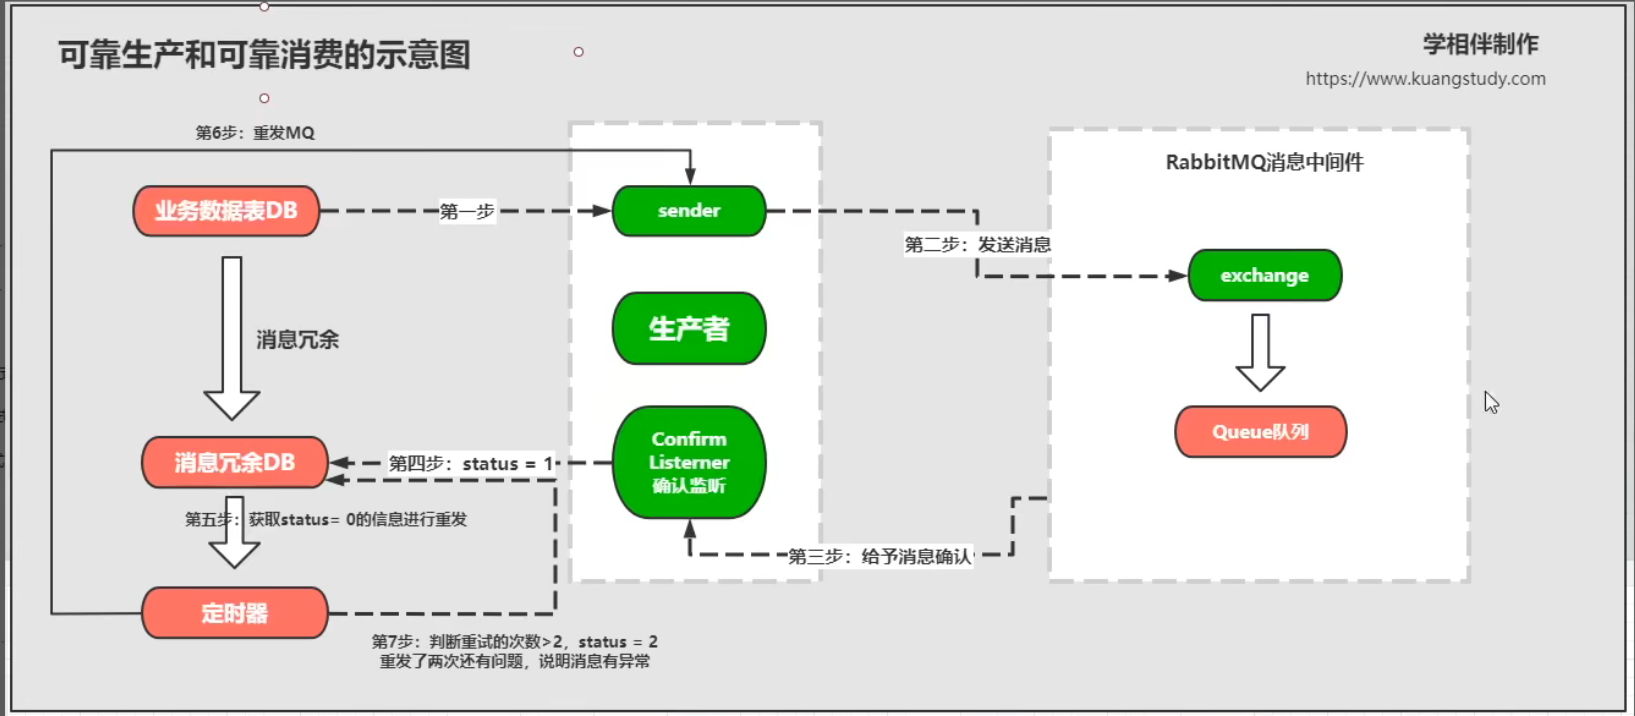 可靠生产和可靠消费的示意图
学相伴制作
https://www.kuangstudy.com
第6步：重发MQ
RabbitMQ消息中间件
业务数据表DB
第一步
sender
第二步：发送消息
exchange
生产者
消息冗余
Confirm
Listerner
确认监听
Queue队列
消息冗余DB
第四步：status = 1
第五步：获取status= 0的信息进行重发
第三步：给予消息确认
定时器
第7步：判断重试的次数>2，status = 2
重发了两次还有问题，说明消息有异常